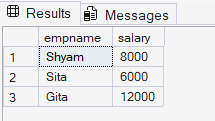 Results Messages
empname salary
1 Shyam 8000
2 Sita 6000
3 Gita 12000